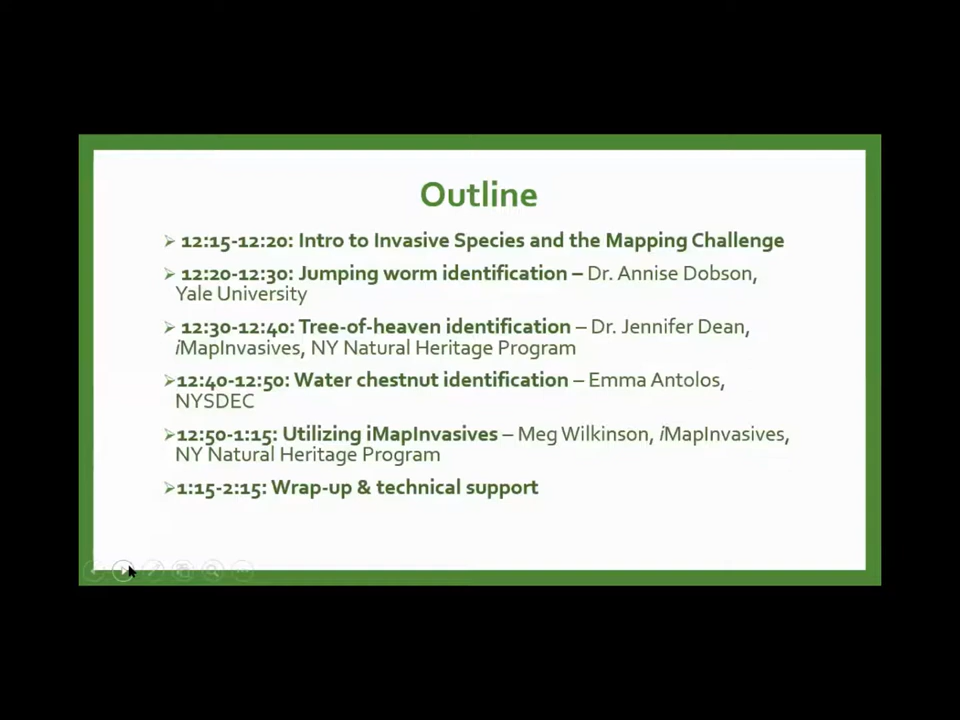 Outline
12:15-12:20: Intro to Invasive Species and the Mapping Challenge
12:20-12:30: Jumping worm identification – Dr. Annise Dobson,
Yale University
12:30-12:40: Tree-of-heaven identification – Dr. Jennifer Dean,
iMapInvasives, NY Natural Heritage Program
12:40-12:50: Water chestnut identification – Emma Antolos,
NYSDEC
12:50-1:15: Utilizing iMapInvasives – Meg Wilkinson, iMapInvasives,
NY Natural Heritage Program
1:15-2:15: Wrap-up & technical support